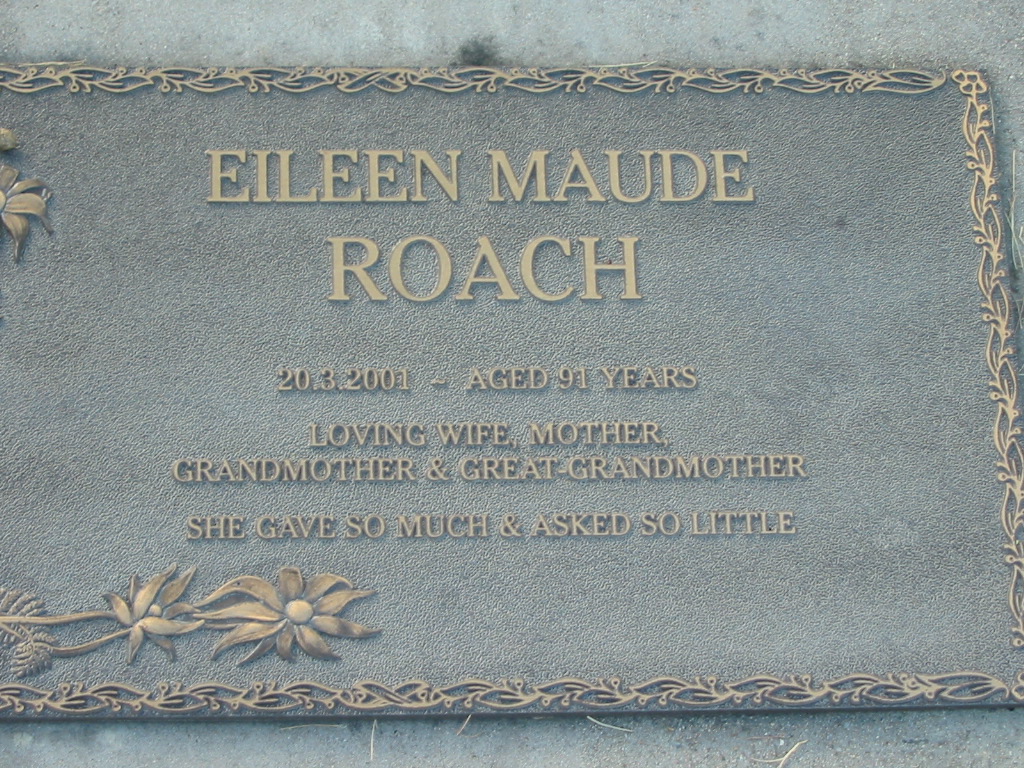 EILEEN MAUDE
ROACH
20.3.2001 ~ AGED 91 YEARS
LOVING WIFE, MOTHER,
GRANDMOTHER & GREAT-GRANDMOTHER
SHE GAVE SO MUCH & ASKED SO LITTLE